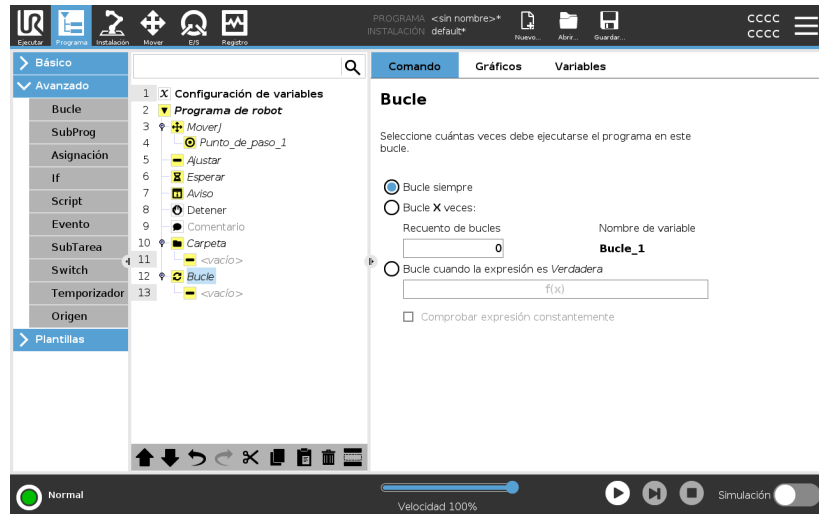 UR
PROGRAMA <sin nombre>*
INSTALACIÓN default*
Ejecutar Programa Instalación Mover E/S Registro
Nuevo... Abrir... Guardar...
CCCC
CCCC
Básico
Avanzado
Bucle
SubProg
Asignación
If
Script
Evento
SubTarea
Switch
Temporizador
Origen
Plantillas
1 X Configuración de variables
2 Programa de robot
3 MoverJ
4 Punto_de_paso_1
5 Ajustar
6 Esperar
7 Aviso
8 Detener
9 Comentario
10 Carpeta
11 <vacío>
12 Bucle
13 <vacío>
Comando Gráficos Variables
Bucle
Seleccione cuántas veces debe ejecutarse el programa en este
bucle.
Bucle siempre
Bucle X veces:
Recuento de bucles Nombre de variable
0 Bucle_1
Bucle cuando la expresión es Verdadera
f(x)
Comprobar expresión constantemente
Normal
Velocidad 100%
Simulación